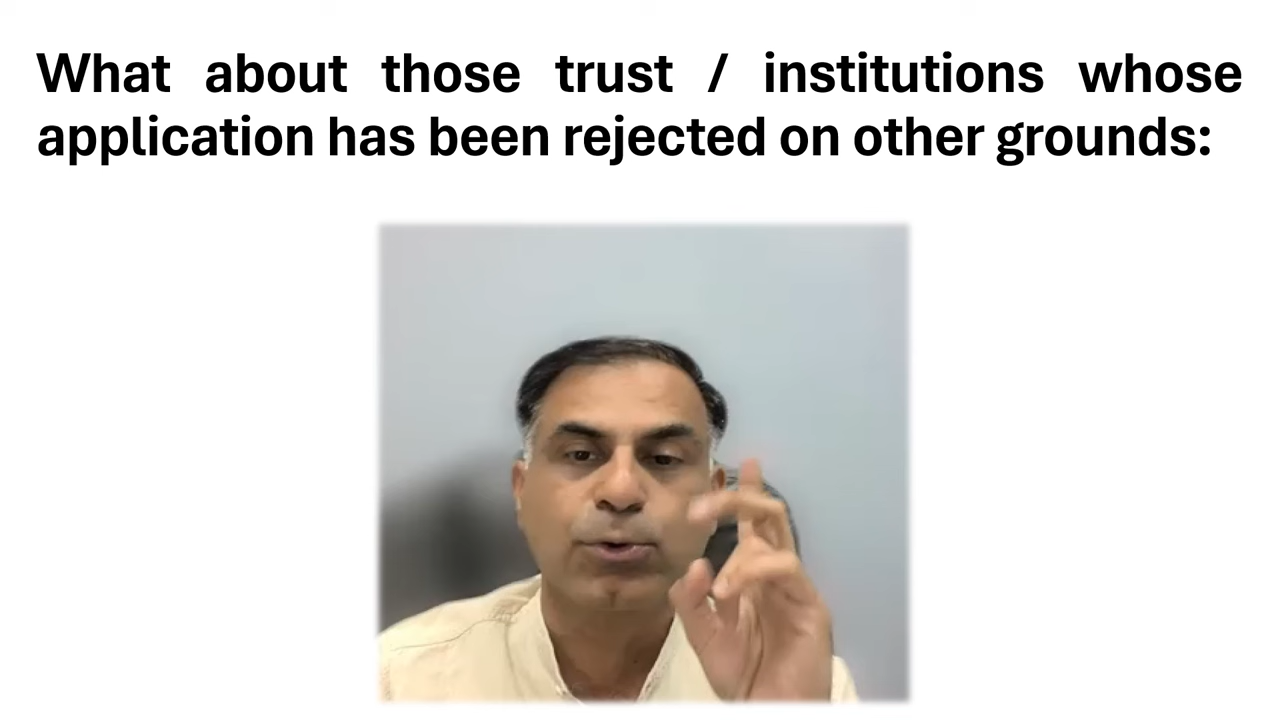 What about those trust / institutions whose
application has been rejected on other grounds: